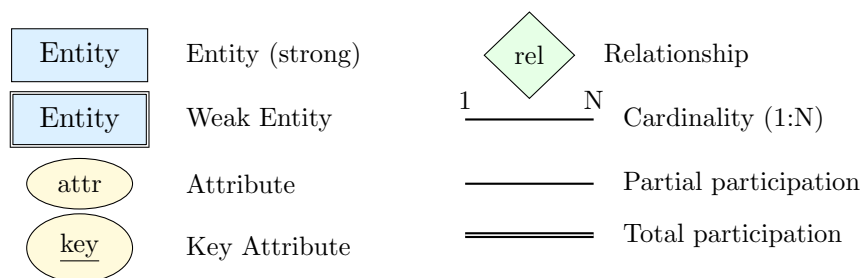 Entity Entity (strong) rel Relationship
1 N
Entity Weak Entity Cardinality (1:N)
attr Attribute Partial participation
key Key Attribute Total participation